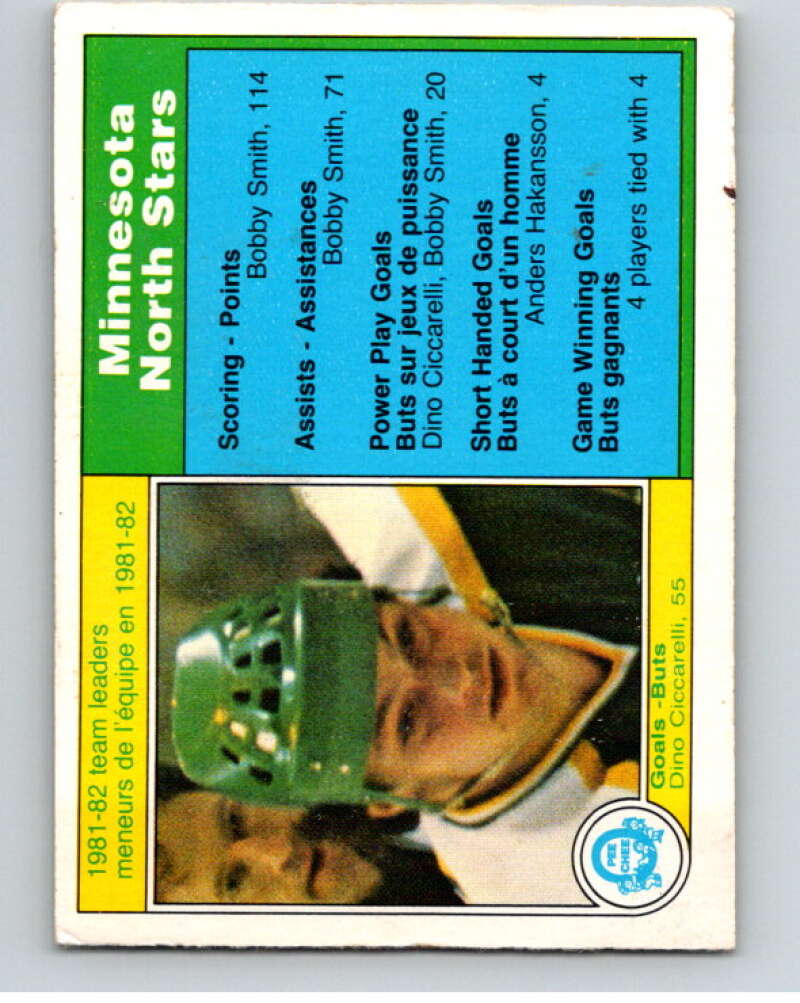 1981-82 team leaders
meneurs de l'équipe en 1981-82
Goals - Buts
Dino Ciccarelli, 55
O
PEE
CHEE
Minnesota
North Stars
Scoring - Points
Bobby Smith, 114
Assists - Assistances
Bobby Smith, 71
Power Play Goals
Buts sur jeux de puissance
Dino Ciccarelli, Bobby Smith, 20
Short Handed Goals
Buts à court d'un homme
Anders Hakansson, 4
Game Winning Goals
Buts gagnants
4 players tied with 4